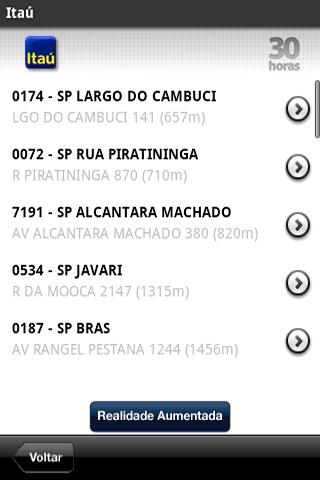 Itaú
Itaú
30
horas
0174 - SP LARGO DO CAMBUCI
LGO DO CAMBUCI 141 (657m)
0072 - SP RUA PIRATININGA
R PIRATININGA 870 (710m)
7191 - SP ALCANTARA MACHADO
AV ALCANTARA MACHADO 380 (820m)
0534 - SP JAVARI
R DA MOOCA 2147 (1315m)
0187 - SP BRAS
AV RANGEL PESTANA 1244 (1456m)
Realidade Aumentada
Voltar